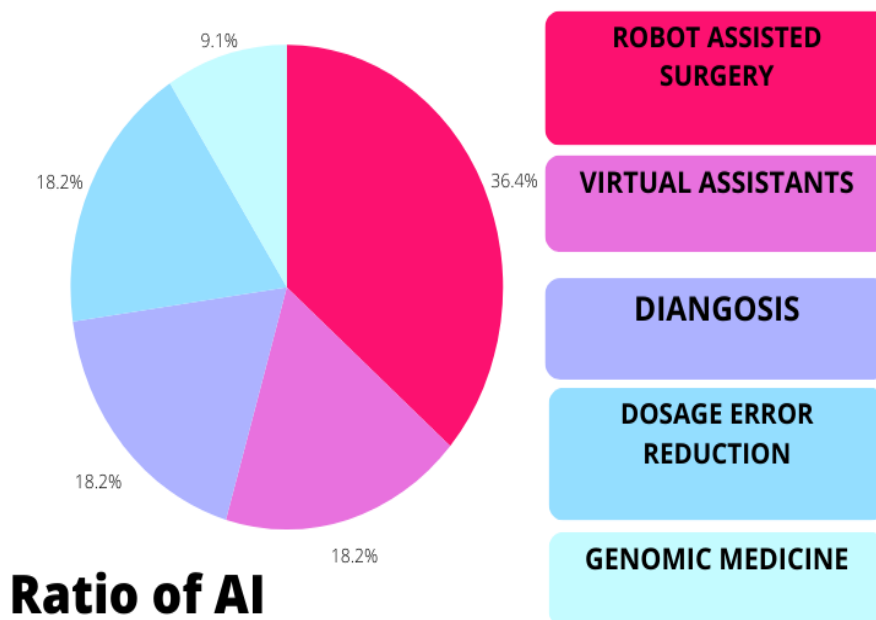 9.1%
ROBOT ASSISTED
SURGERY
18.2%
36.4%
VIRTUAL ASSISTANTS
DIANGOSIS
DOSAGE ERROR
REDUCTION
18.2%
18.2%
GENOMIC MEDICINE
Ratio of AI